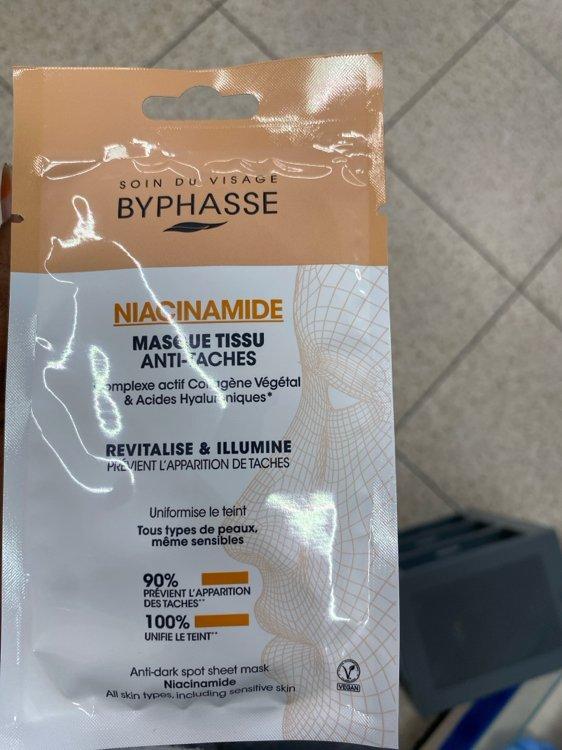 SOIN DU VISAGE
BYPHASSE
NIACINAMIDE
MASQUE TISSU
ANTI-TACHES
Complexe actif Collagène Végétal
& Acides Hyaluroniques*
REVITALISE & ILLUMINE
PRÉVIENT L'APPARITION DE TACHES
Uniformise le teint
Tous types de peaux,
même sensibles
90%
PRÉVIENT L'APPARITION
DES TACHES**
100%
UNIFIE LE TEINT**
Anti-dark spot sheet mask
Niacinamide
All skin types, including sensitive skin
V
VEGAN